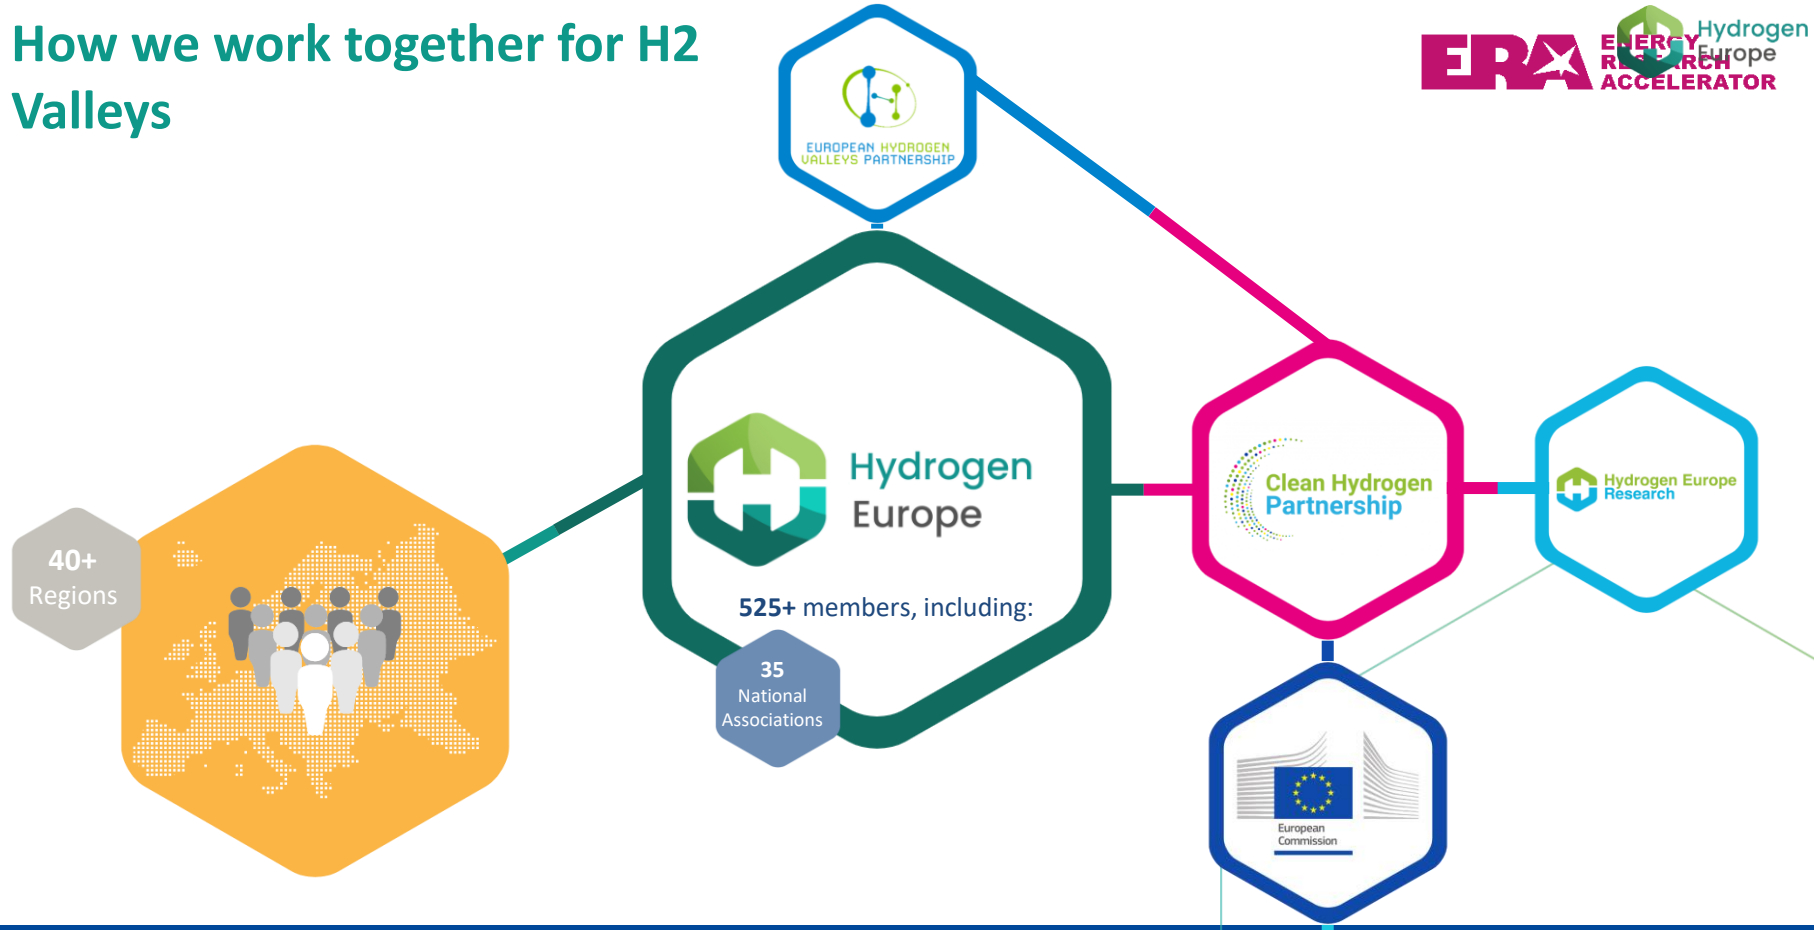 How we work together for H2
Valleys
ERA
ENERGY
RESEARCH
ACCELERATOR
Hydrogen
Europe
EUROPEAN HYDROGEN
VALLEYS PARTNERSHIP
Hydrogen
Europe
525+ members, including:
35
National
Associations
40+
Regions
Clean Hydrogen
Partnership
Hydrogen Europe
Research
European
Commission